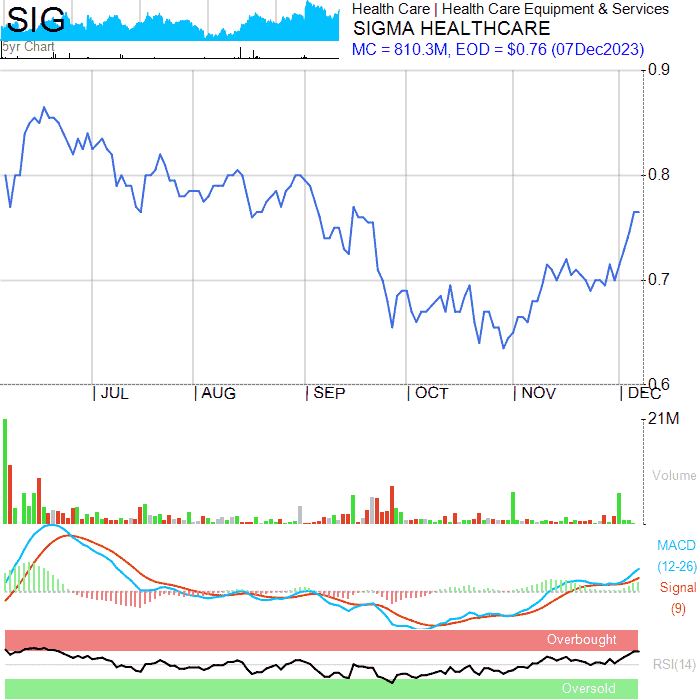 SIG
5yr Chart
Health Care | Health Care Equipment & Services
SIGMA HEALTHCARE
MC = 810.3M, EOD = $0.76 (07Dec2023)
0.9
0.8
0.7
0.6
JUL
AUG
SEP
OCT
NOV
DEC
21M
Volume
MACD
(12-26)
Signal
(9)
Overbought
RSI(14)
Oversold